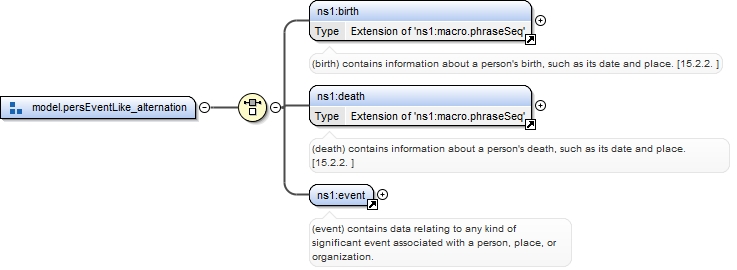 ns1:birth
Type Extension of 'ns1:macro.phraseSeq'
(birth) contains information about a person's birth, such as its date and place. [15.2.2. ]
model.persEventLike_alternation
ns1:death
Type Extension of 'ns1:macro.phraseSeq'
(death) contains information about a person's death, such as its date and place.
[15.2.2. ]
ns1:event
(event) contains data relating to any kind of
significant event associated with a person, place, or
organization.